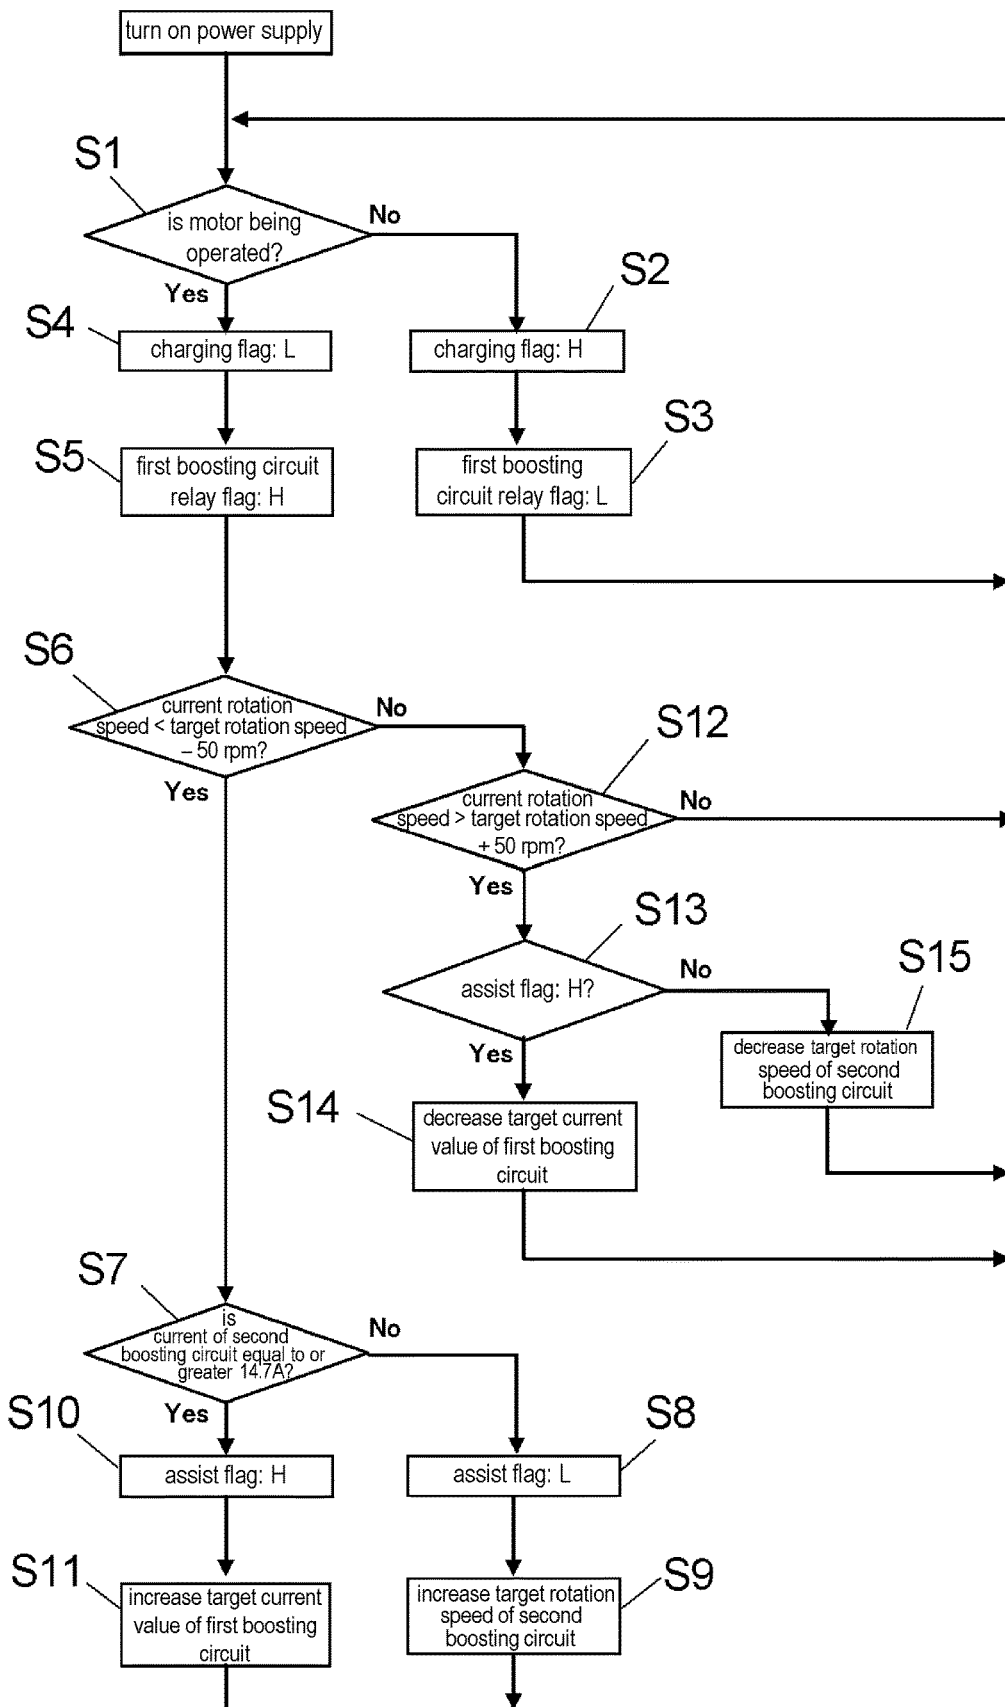 turn on power supply
S1
is motor being
operated?
No
Yes
S2
S4
charging flag: L
charging flag: H
S3
S5
first boosting circuit
relay flag: H
first boosting
circuit relay flag: L
S6
current rotation
speed < target rotation speed
– 50 rpm?
No
Yes
S12
current rotation
speed > target rotation speed
+ 50 rpm?
No
Yes
S13
assist flag: H?
No
Yes
S15
decrease target rotation
speed of second
boosting circuit
S14
decrease target current
value of first boosting
circuit
S7
is
current of second
boosting circuit equal to or
greater 14.7A?
No
Yes
S10
S8
assist flag: H
assist flag: L
S11
S9
increase target current
value of first boosting
circuit
increase target rotation
speed of second
boosting circuit